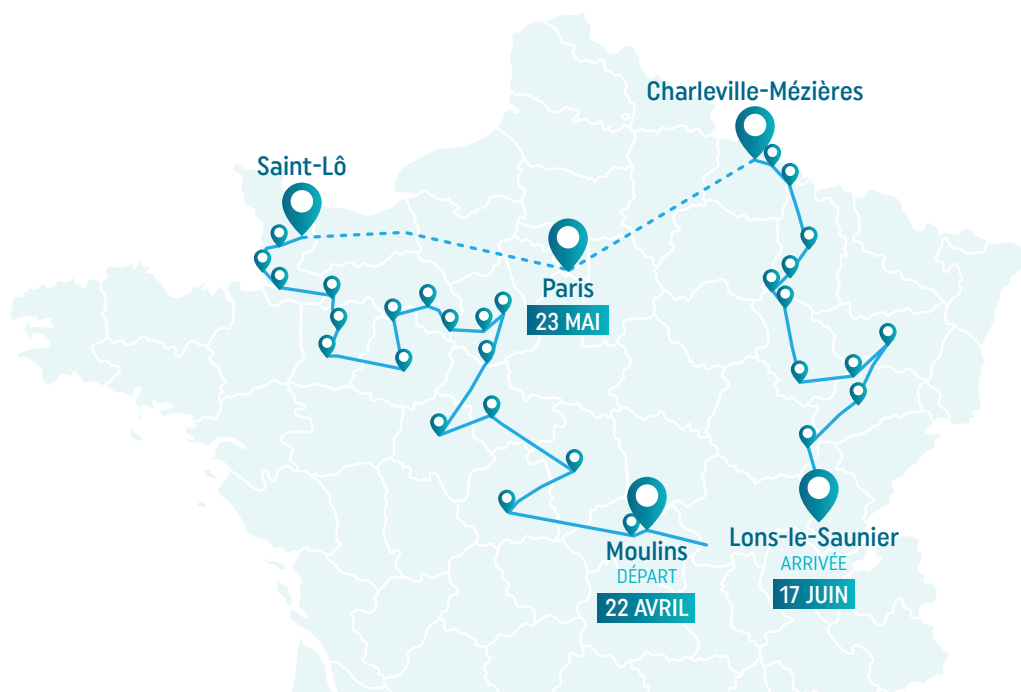 Charleville-Mézières
Saint-Lô
Paris
23 MAI
Moulins
DÉPART
22 AVRIL
Lons-le-Saunier
ARRIVÉE
17 JUIN